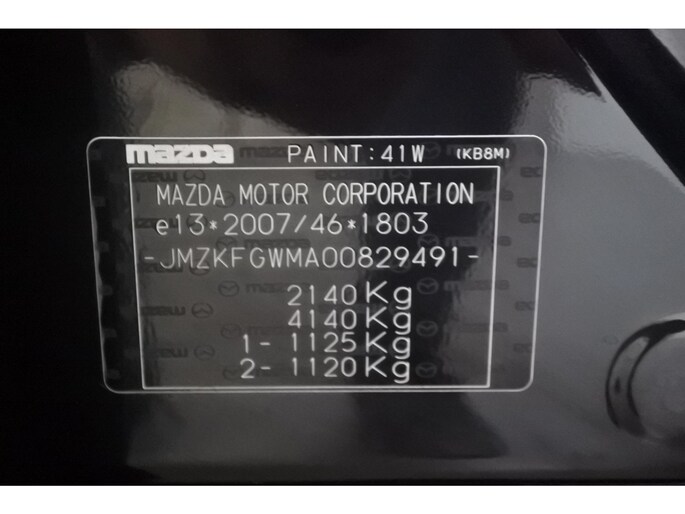 mazda PAINT:41W (KB8M)
MAZDA MOTOR CORPORATION
e13*2007/46*1803
-JMZKFGWMA00829491-
2140Kg
4140Kg
1- 1125Kg
2- 1120Kg